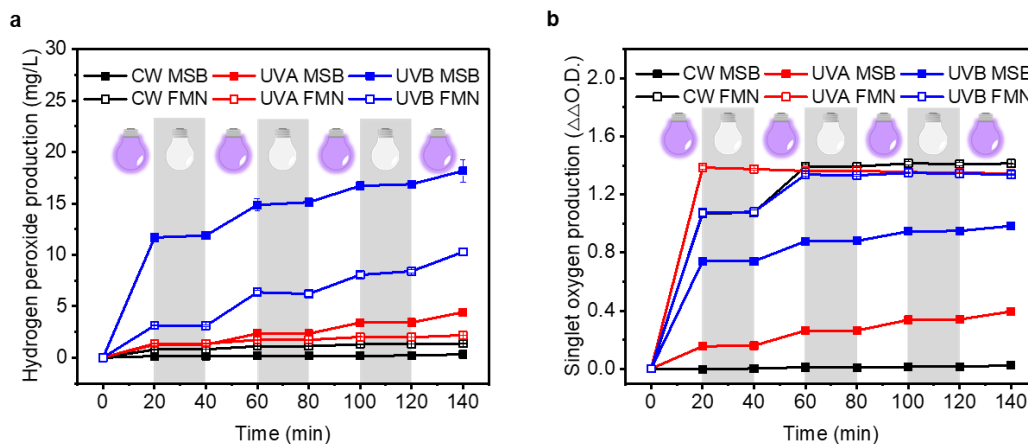 a
Hydrogen peroxide production (mg/L)
30
25
20
15
10
5
0
CW MSB UVA MSB UVB MSB
CW FMN UVA FMN UVB FMN
0 20 40 60 80 100 120 140
Time (min)
b
Singlet oxygen production (ΔΔO.D.)
2.0
1.6
1.2
0.8
0.4
0.0
CW MSB UVA MSB UVB MSB
CW FMN UVA FMN UVB FMN
0 20 40 60 80 100 120 140
Time (min)